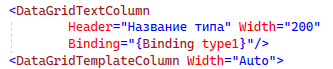 <DataGridTextColumn
Header="Название типа" Width="200"
Binding="{Binding type1}"/>
<DataGridTemplateColumn Width="Auto">